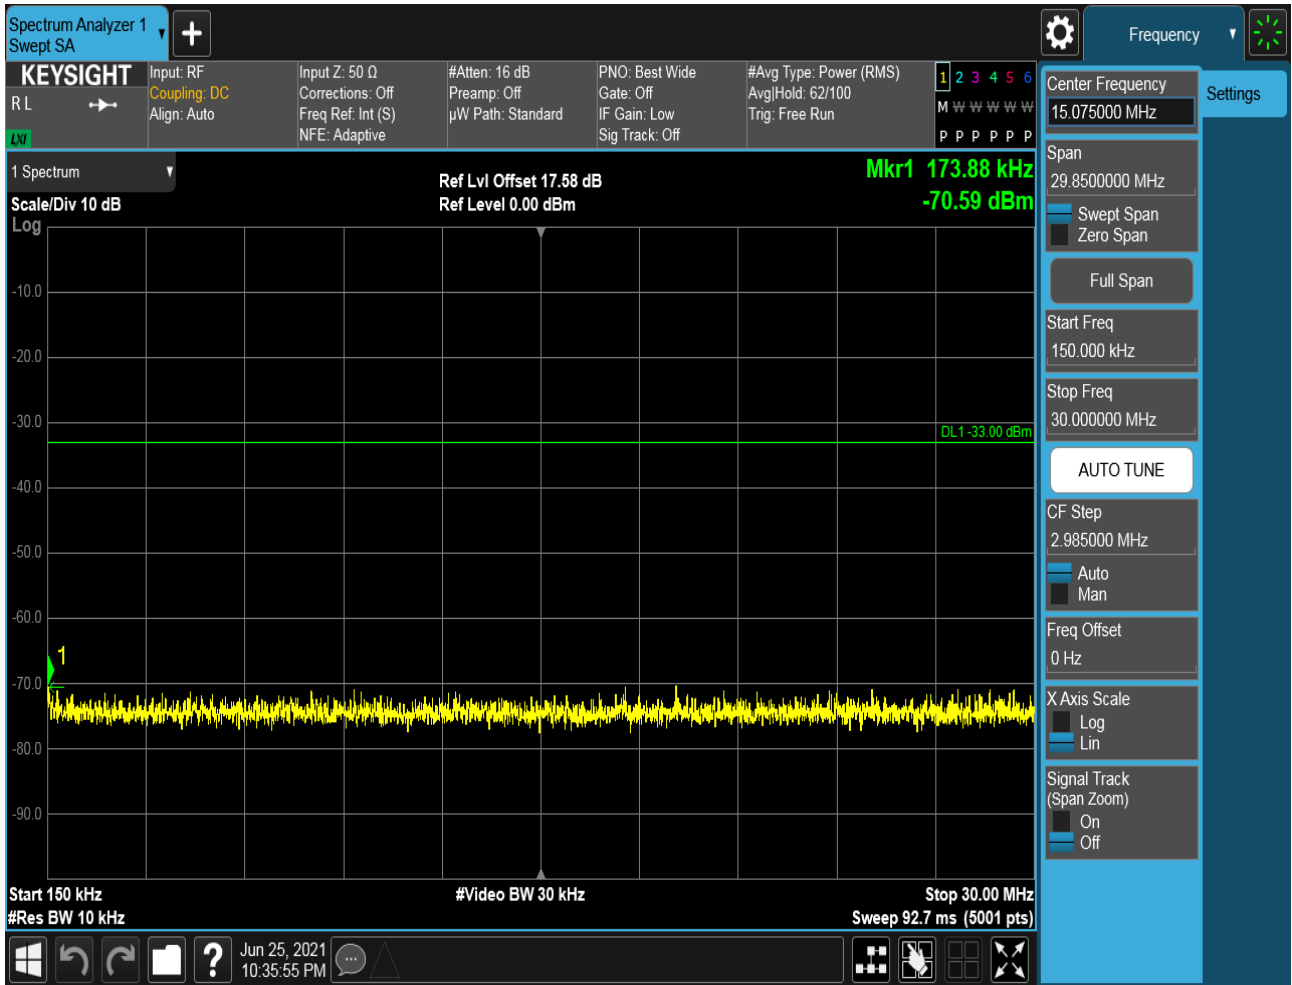 Spectrum Analyzer 1
Swept SA
Frequency
KEYSIGHT
R L
LXI
Input: RF
Coupling: DC
Align: Auto
Input Z: 50 Ω
Corrections: Off
Freq Ref: Int (S)
NFE: Adaptive
#Atten: 16 dB
Preamp: Off
µW Path: Standard
PNO: Best Wide
Gate: Off
IF Gain: Low
Sig Track: Off
#Avg Type: Power (RMS)
Avg|Hold: 62/100
Trig: Free Run
1 2 3 4 5 6
M W W W W W
P P P P P P
1 Spectrum
Scale/Div 10 dB
Log
Ref Lvl Offset 17.58 dB
Ref Level 0.00 dBm
Mkr1 173.88 kHz
-70.59 dBm
-10.0
-20.0
-30.0
DL1 -33.00 dBm
-40.0
-50.0
-60.0
1
-70.0
-80.0
-90.0
Start 150 kHz
#Res BW 10 kHz
#Video BW 30 kHz
Stop 30.00 MHz
Sweep 92.7 ms (5001 pts)
Jun 25, 2021
10:35:55 PM
Center Frequency
15.075000 MHz
Settings
Span
29.8500000 MHz
Swept Span
Zero Span
Full Span
Start Freq
150.000 kHz
Stop Freq
30.000000 MHz
AUTO TUNE
CF Step
2.985000 MHz
Auto
Man
Freq Offset
0 Hz
X Axis Scale
Log
Lin
Signal Track
(Span Zoom)
On
Off